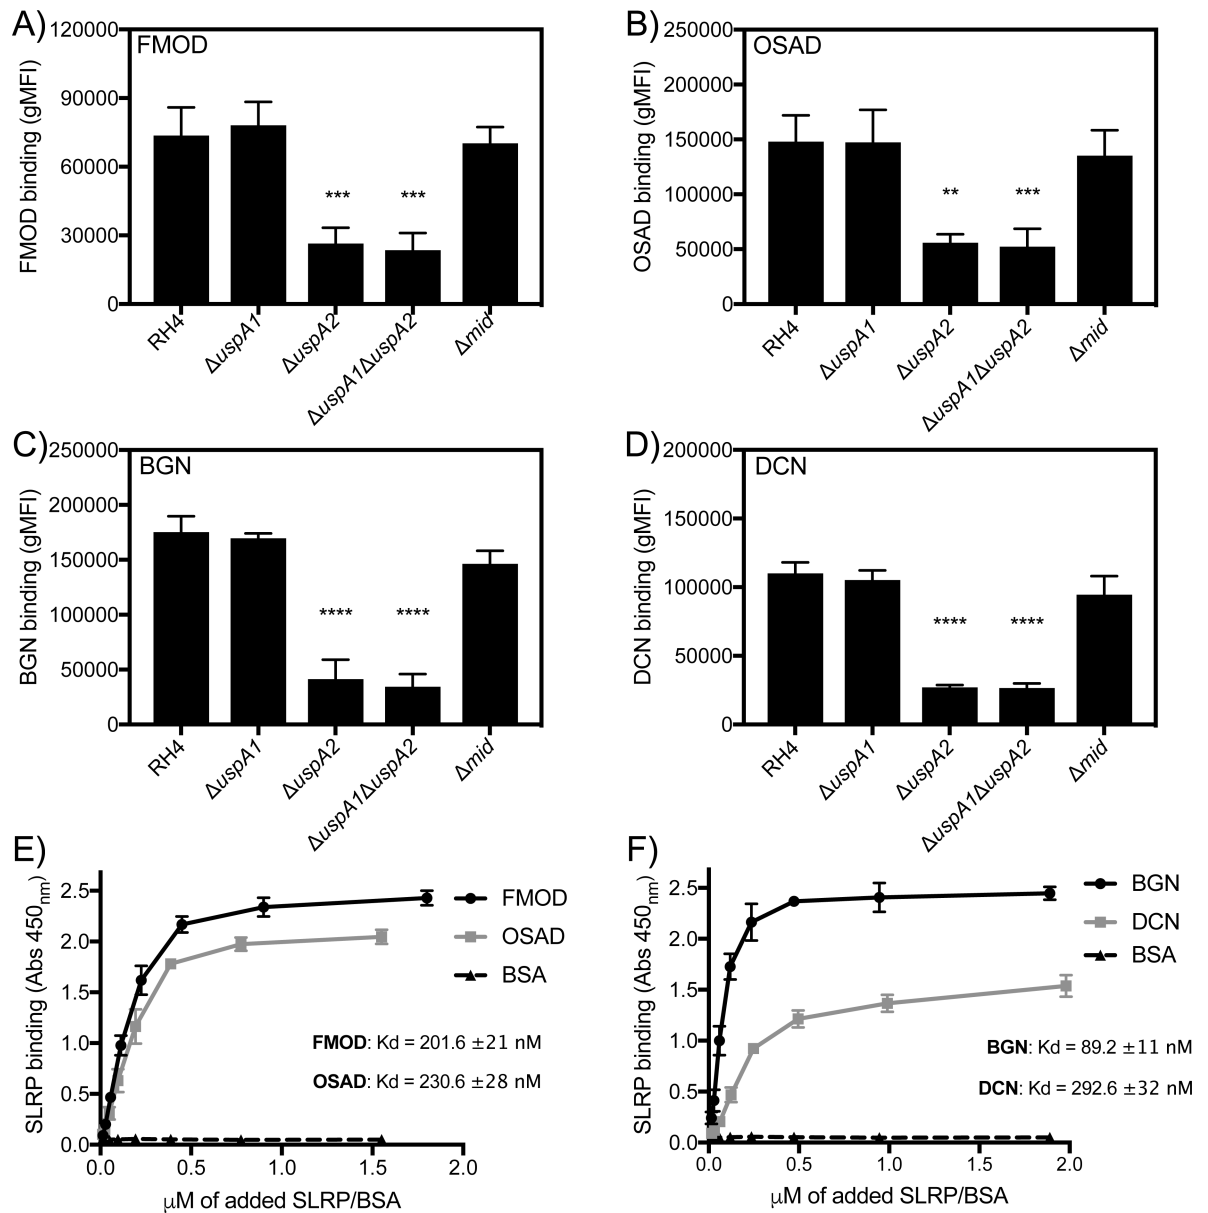 A)
FMOD
FMOD binding (gMFI)
120000
90000
60000
30000
0
*** ***
RH4 ΔuspA1 ΔuspA2 ΔuspA1ΔuspA2 Δmid
B)
OSAD
OSAD binding (gMFI)
250000
200000
150000
100000
50000
0
** ***
RH4 ΔuspA1 ΔuspA2 ΔuspA1ΔuspA2 Δmid
C)
BGN
BGN binding (gMFI)
250000
200000
150000
100000
50000
0
**** ****
RH4 ΔuspA1 ΔuspA2 ΔuspA1ΔuspA2 Δmid
D)
DCN
DCN binding (gMFI)
200000
150000
100000
50000
0
**** ****
RH4 ΔuspA1 ΔuspA2 ΔuspA1ΔuspA2 Δmid
E)
SLRP binding (Abs 450nm)
2.5
2.0
1.5
1.0
0.5
0.0
FMOD
OSAD
BSA
FMOD: Kd = 201.6 ±21 nM
OSAD: Kd = 230.6 ±28 nM
0.0 0.5 1.0 1.5 2.0
μM of added SLRP/BSA
F)
SLRP binding (Abs 450nm)
2.5
2.0
1.5
1.0
0.5
0.0
BGN
DCN
BSA
BGN: Kd = 89.2 ±11 nM
DCN: Kd = 292.6 ±32 nM
0.0 0.5 1.0 1.5 2.0
μM of added SLRP/BSA